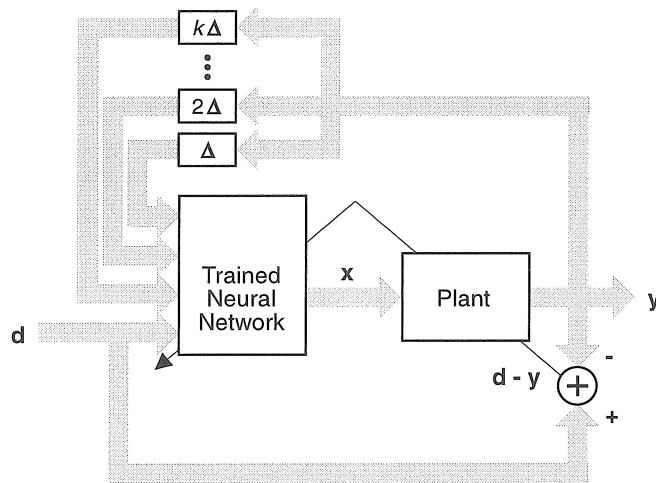 kΔ
2Δ
Δ
Trained
Neural
Network
x
Plant
y
d
d - y
-
+
+